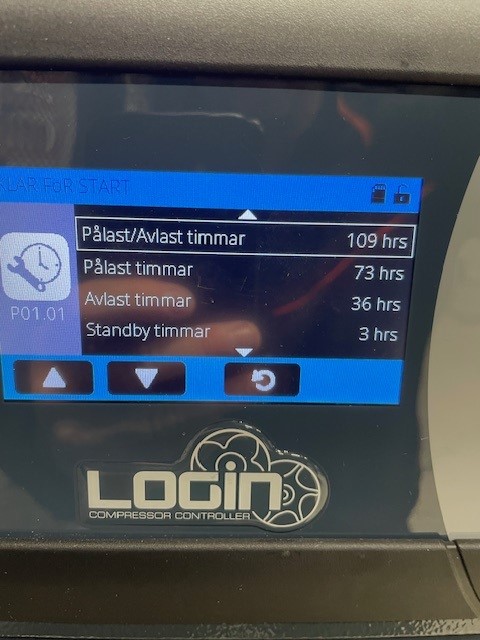 KLAR FöR START
Pålast/Avlast timmar 109 hrs
Pålast timmar 73 hrs
Avlast timmar 36 hrs
Standby timmar 3 hrs
P01.01
LOGiN
COMPRESSOR CONTROLLER